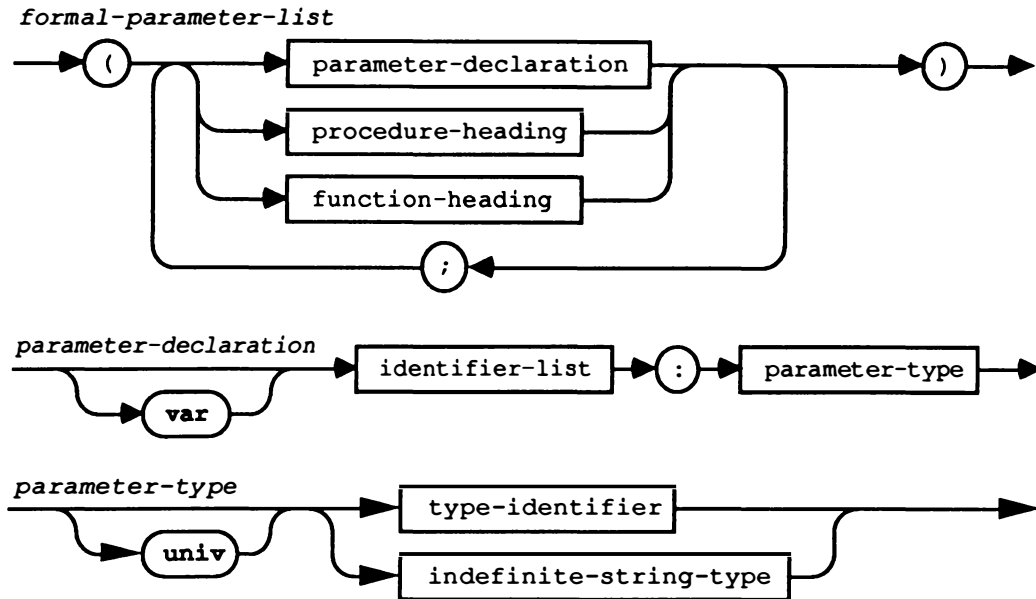 formal-parameter-list
( parameter-declaration )
procedure-heading
function-heading
;
parameter-declaration
identifier-list : parameter-type
var
parameter-type
type-identifier
univ
indefinite-string-type